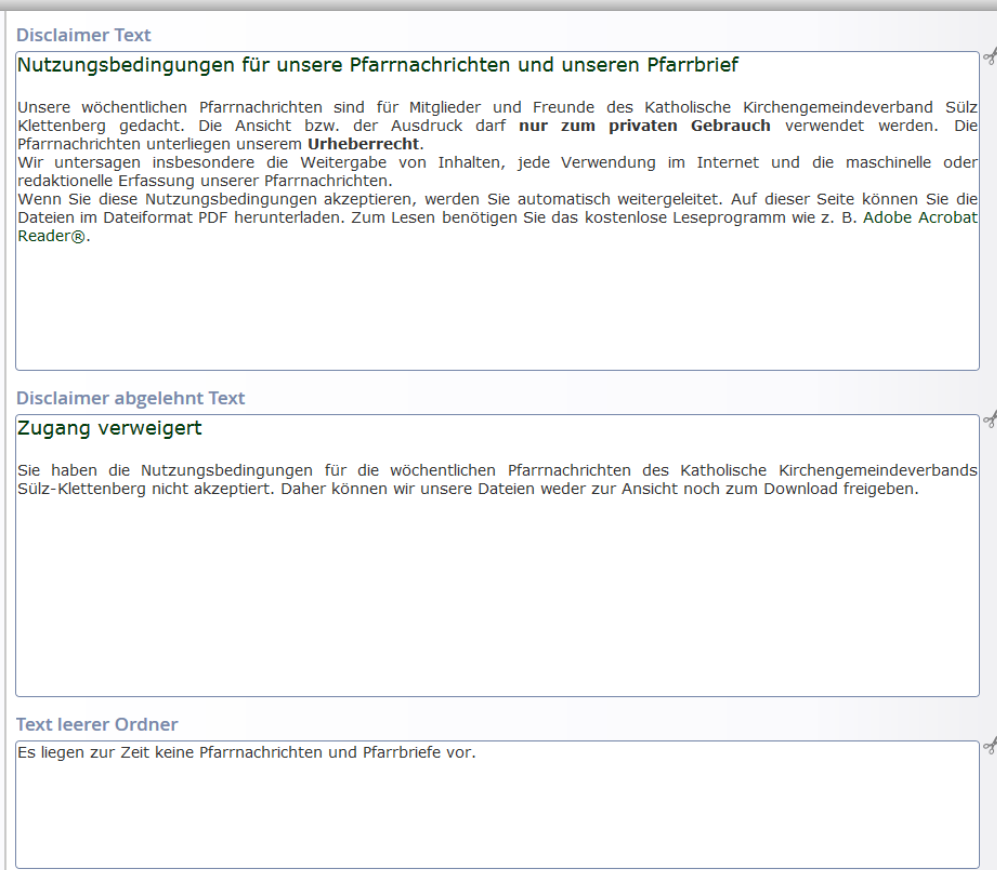 Disclaimer Text
Nutzungsbedingungen für unsere Pfarrnachrichten und unseren Pfarrbrief
Unsere wöchentlichen Pfarrnachrichten sind für Mitglieder und Freunde des Katholische Kirchengemeindeverband Sülz
Klettenberg gedacht. Die Ansicht bzw. der Ausdruck darf nur zum privaten Gebrauch verwendet werden. Die
Pfarrnachrichten unterliegen unserem Urheberrecht.
Wir untersagen insbesondere die Weitergabe von Inhalten, jede Verwendung im Internet und die maschinelle oder
redaktionelle Erfassung unserer Pfarrnachrichten.
Wenn Sie diese Nutzungsbedingungen akzeptieren, werden Sie automatisch weitergeleitet. Auf dieser Seite können Sie die
Dateien im Dateiformat PDF herunterladen. Zum Lesen benötigen Sie das kostenlose Leseprogramm wie z. B. Adobe Acrobat
Reader®.
Disclaimer abgelehnt Text
Zugang verweigert
Sie haben die Nutzungsbedingungen für die wöchentlichen Pfarrnachrichten des Katholische Kirchengemeindeverbands
Sülz-Klettenberg nicht akzeptiert. Daher können wir unsere Dateien weder zur Ansicht noch zum Download freigeben.
Text leerer Ordner
Es liegen zur Zeit keine Pfarrnachrichten und Pfarrbriefe vor.